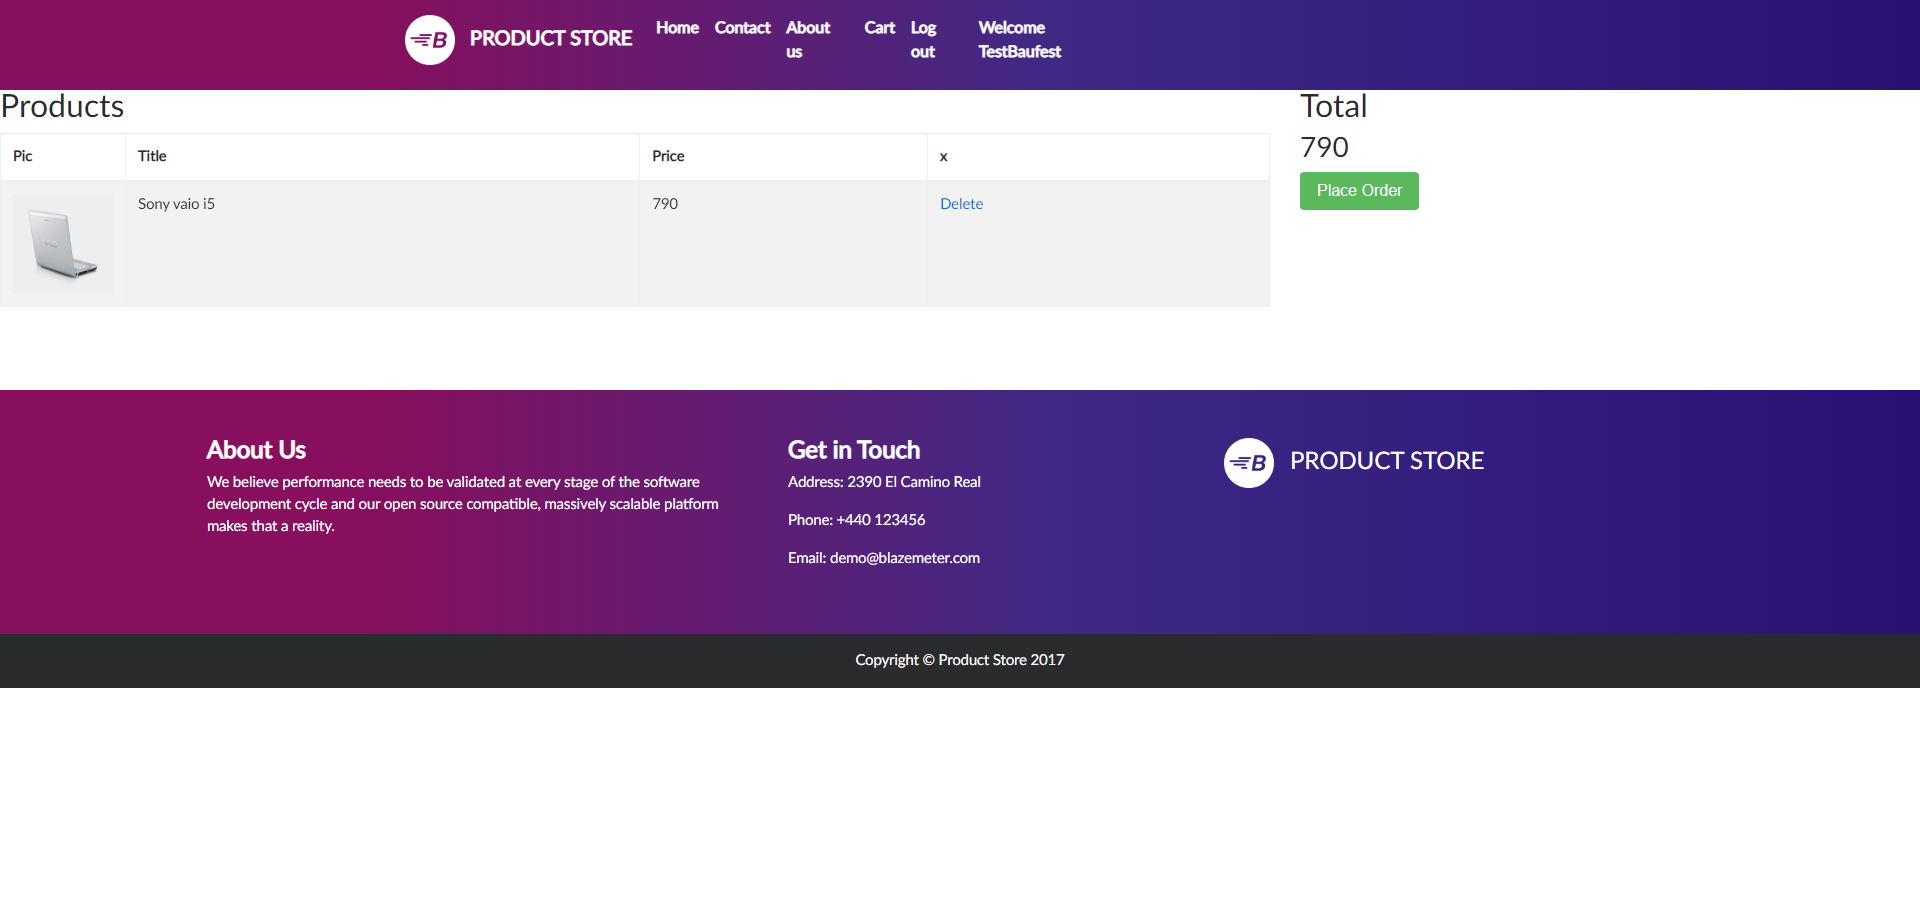 B PRODUCT STORE Home Contact About us Cart Log out Welcome TestBaufest
Products
Total
790
Pic Title Price x
Place Order
Sony vaio i5 790 Delete
About Us
We believe performance needs to be validated at every stage of the software
development cycle and our open source compatible, massively scalable platform
makes that a reality.
Get in Touch
Address: 2390 El Camino Real
Phone: +440 123456
Email: demo@blazemeter.com
B PRODUCT STORE
Copyright © Product Store 2017